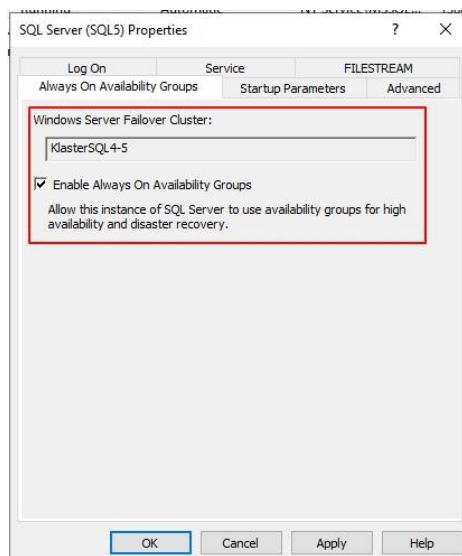 Running Automatic
SQL Server (SQL5) Properties ? ×
Log On Service FILESTREAM
Always On Availability Groups Startup Parameters Advanced
Windows Server Failover Cluster:
KlasterSQL4-5
Enable Always On Availability Groups
Allow this instance of SQL Server to use availability groups for high
availability and disaster recovery.
OK Cancel Apply Help